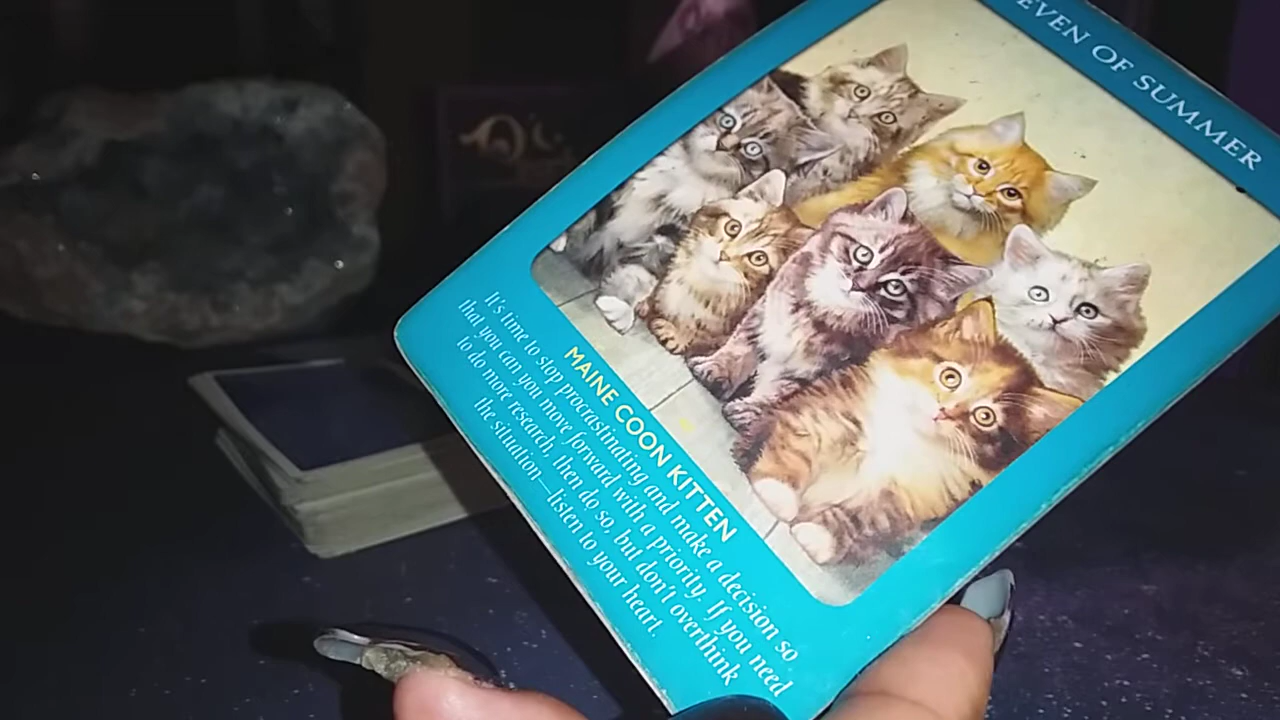 EVEN OF SUMMER
MAINE COON KITTEN
It's time to stop procrastinating and make a decision so
that you can you move forward with a priority. If you need
to do more research, then do so, but don't overthink
the situation—listen to your heart.